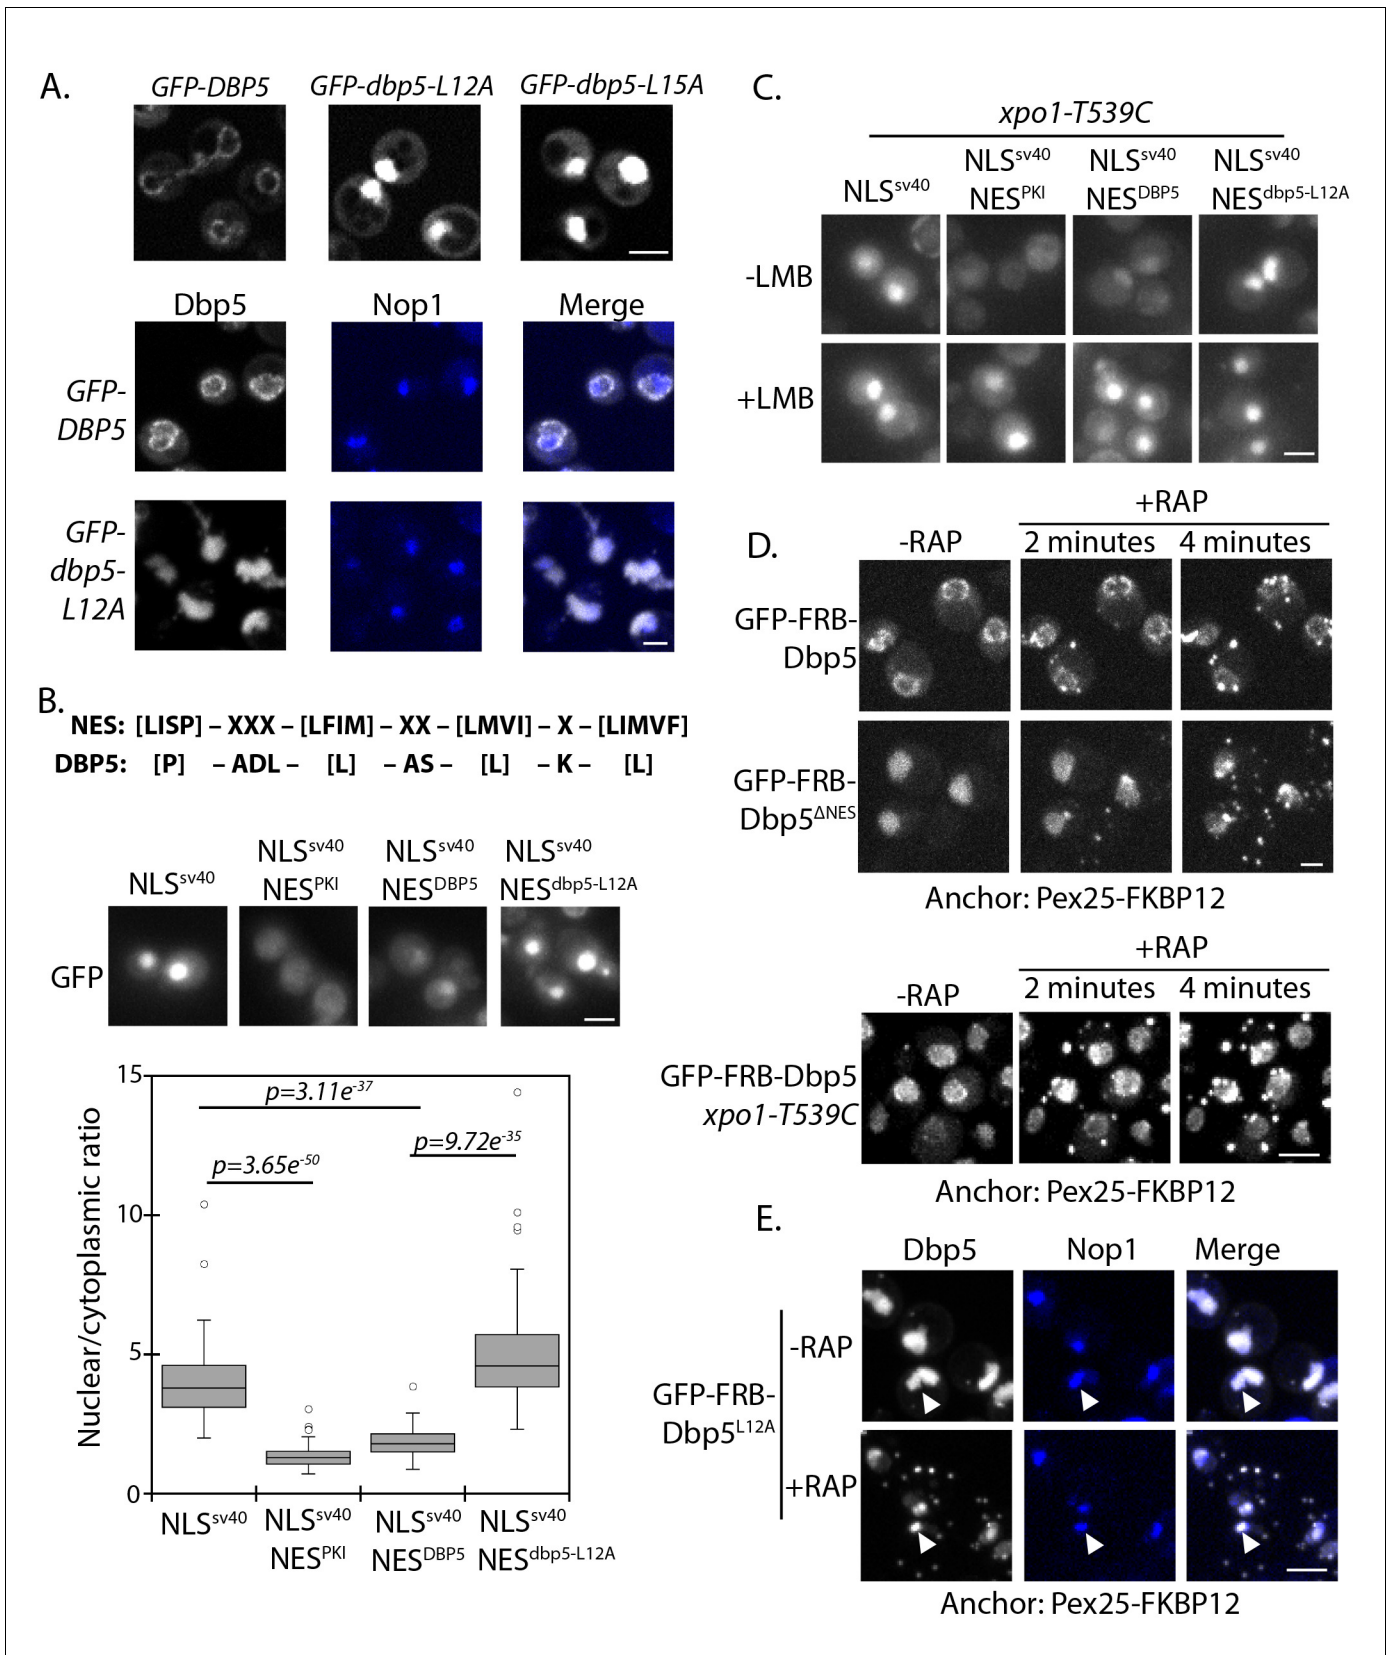 A.
GFP-DBP5 GFP-dbp5-L12A GFP-dbp5-L15A
Dbp5 Nop1 Merge
GFP-
DBP5
GFP-
dbp5-
L12A
B.
NES: [LISP] – XXX – [LFIM] – XX – [LMVI] – X – [LIMVF]
DBP5: [P] – ADL – [L] – AS – [L] – K – [L]
NLSsv40 NLSsv40 NLSsv40
NLSsv40 NESPKI NESDBP5 NESdbp5-L12A
GFP
15
10
5
0
Nuclear/cytoplasmic ratio
p=3.11e-37
p=9.72e-35
p=3.65e-50
NLSsv40 NLSsv40 NLSsv40 NLSsv40
NESPKI NESDBP5 NESdbp5-L12A
C.
xpo1-T539C
NLSsv40 NLSsv40 NLSsv40
NLSsv40 NESPKI NESDBP5 NESdbp5-L12A
-LMB
+LMB
D.
+RAP
-RAP 2 minutes 4 minutes
GFP-FRB-
Dbp5
GFP-FRB-
Dbp5ΔNES
Anchor: Pex25-FKBP12
+RAP
-RAP 2 minutes 4 minutes
GFP-FRB-Dbp5
xpo1-T539C
Anchor: Pex25-FKBP12
E.
Dbp5 Nop1 Merge
-RAP
GFP-FRB-
Dbp5L12A
+RAP
Anchor: Pex25-FKBP12